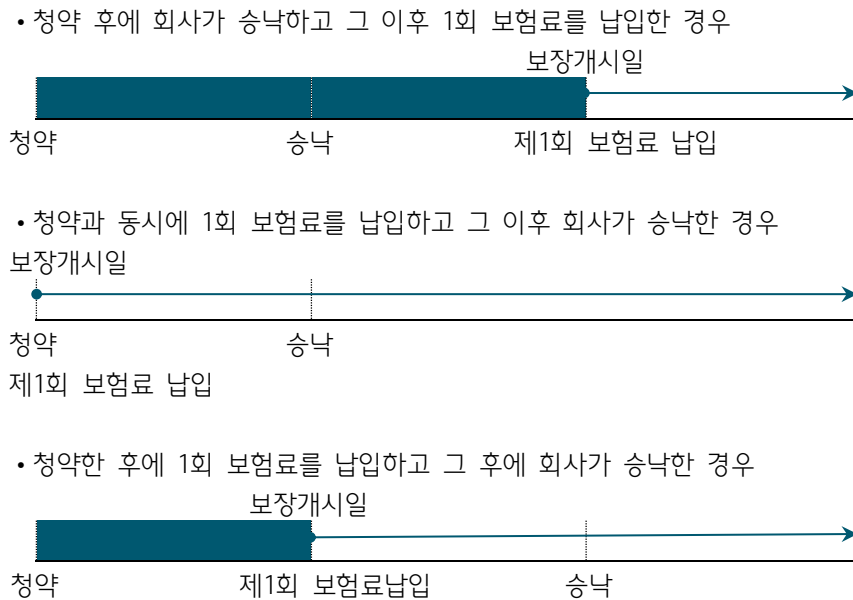 • 청약 후에 회사가 승낙하고 그 이후 1회 보험료를 납입한 경우
보장개시일
청약 승낙 제1회 보험료 납입
• 청약과 동시에 1회 보험료를 납입하고 그 이후 회사가 승낙한 경우
보장개시일
청약 승낙
제1회 보험료 납입
• 청약한 후에 1회 보험료를 납입하고 그 후에 회사가 승낙한 경우
보장개시일
청약 제1회 보험료납입 승낙